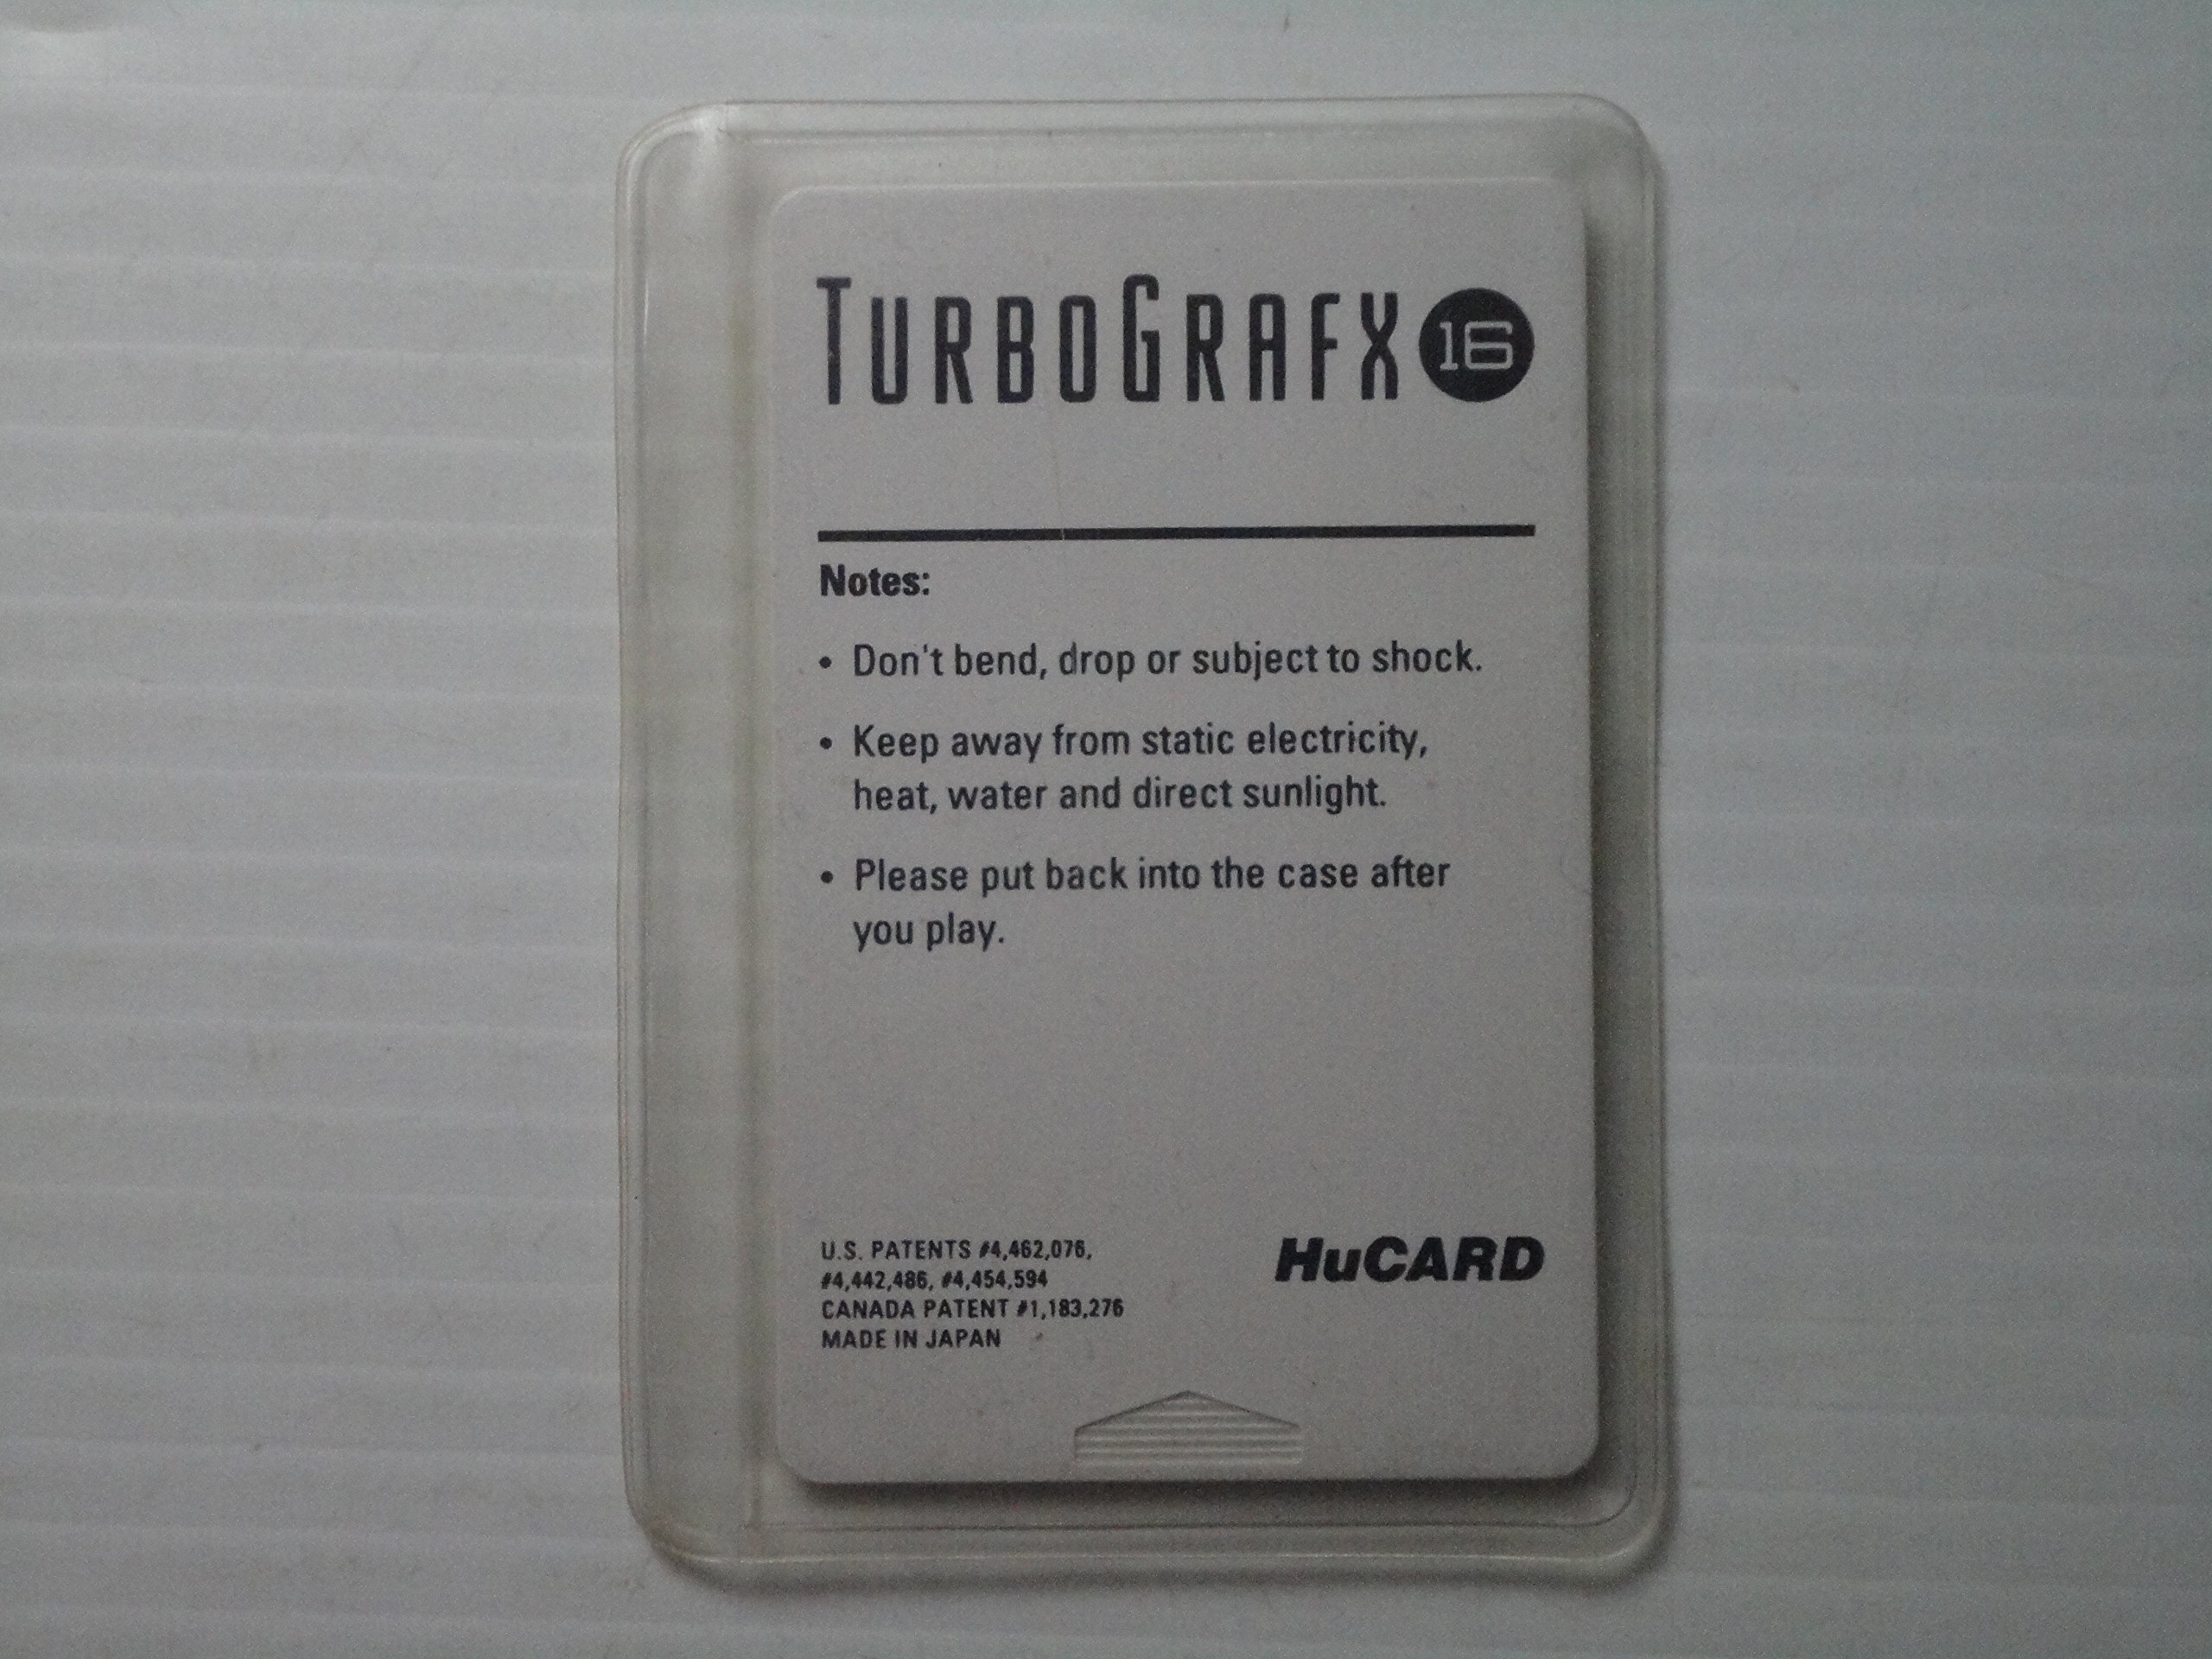 TURBOGRAFX 16
Notes:
• Don't bend, drop or subject to shock.
• Keep away from static electricity,
heat, water and direct sunlight.
• Please put back into the case after
you play.
U.S. PATENTS #4,462,076,
#4,442,486, #4,454,594
CANADA PATENT #1,183,276
MADE IN JAPAN
HuCARD